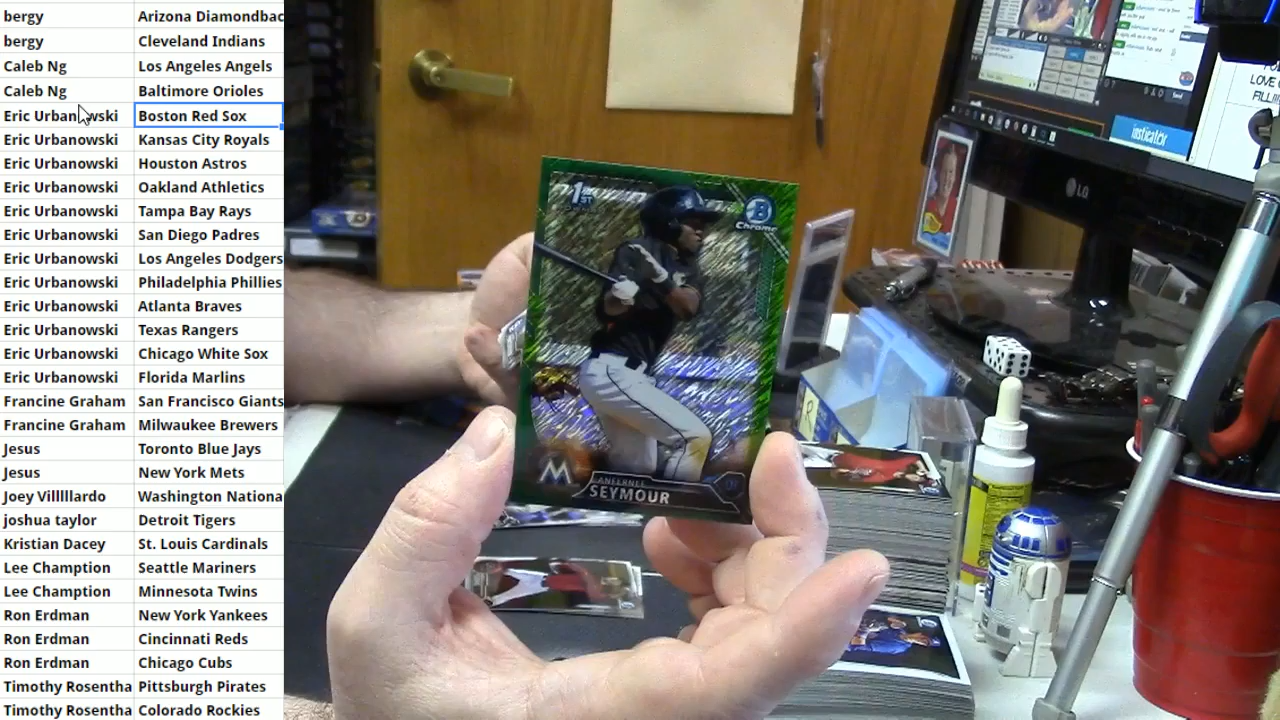 bergy Arizona Diamondbac
bergy Cleveland Indians
Caleb Ng Los Angeles Angels
Caleb Ng Baltimore Orioles
Eric Urbanowski Boston Red Sox
Eric Urbanowski Kansas City Royals
Eric Urbanowski Houston Astros
Eric Urbanowski Oakland Athletics
Eric Urbanowski Tampa Bay Rays
Eric Urbanowski San Diego Padres
Eric Urbanowski Los Angeles Dodgers
Eric Urbanowski Philadelphia Phillies
Eric Urbanowski Atlanta Braves
Eric Urbanowski Texas Rangers
Eric Urbanowski Chicago White Sox
Eric Urbanowski Florida Marlins
Francine Graham San Francisco Giants
Francine Graham Milwaukee Brewers
Jesus Toronto Blue Jays
Jesus New York Mets
Joey Villlllardo Washington Nationa
joshua taylor Detroit Tigers
Kristian Dacey St. Louis Cardinals
Lee Champion Seattle Mariners
Lee Champion Minnesota Twins
Ron Erdman New York Yankees
Ron Erdman Cincinnati Reds
Ron Erdman Chicago Cubs
Timothy Rosentha Pittsburgh Pirates
Timothy Rosentha Colorado Rockies
1ST
B
Chrome
M
SEYMOUR
LG
insticator
LOVE
FILLI
R